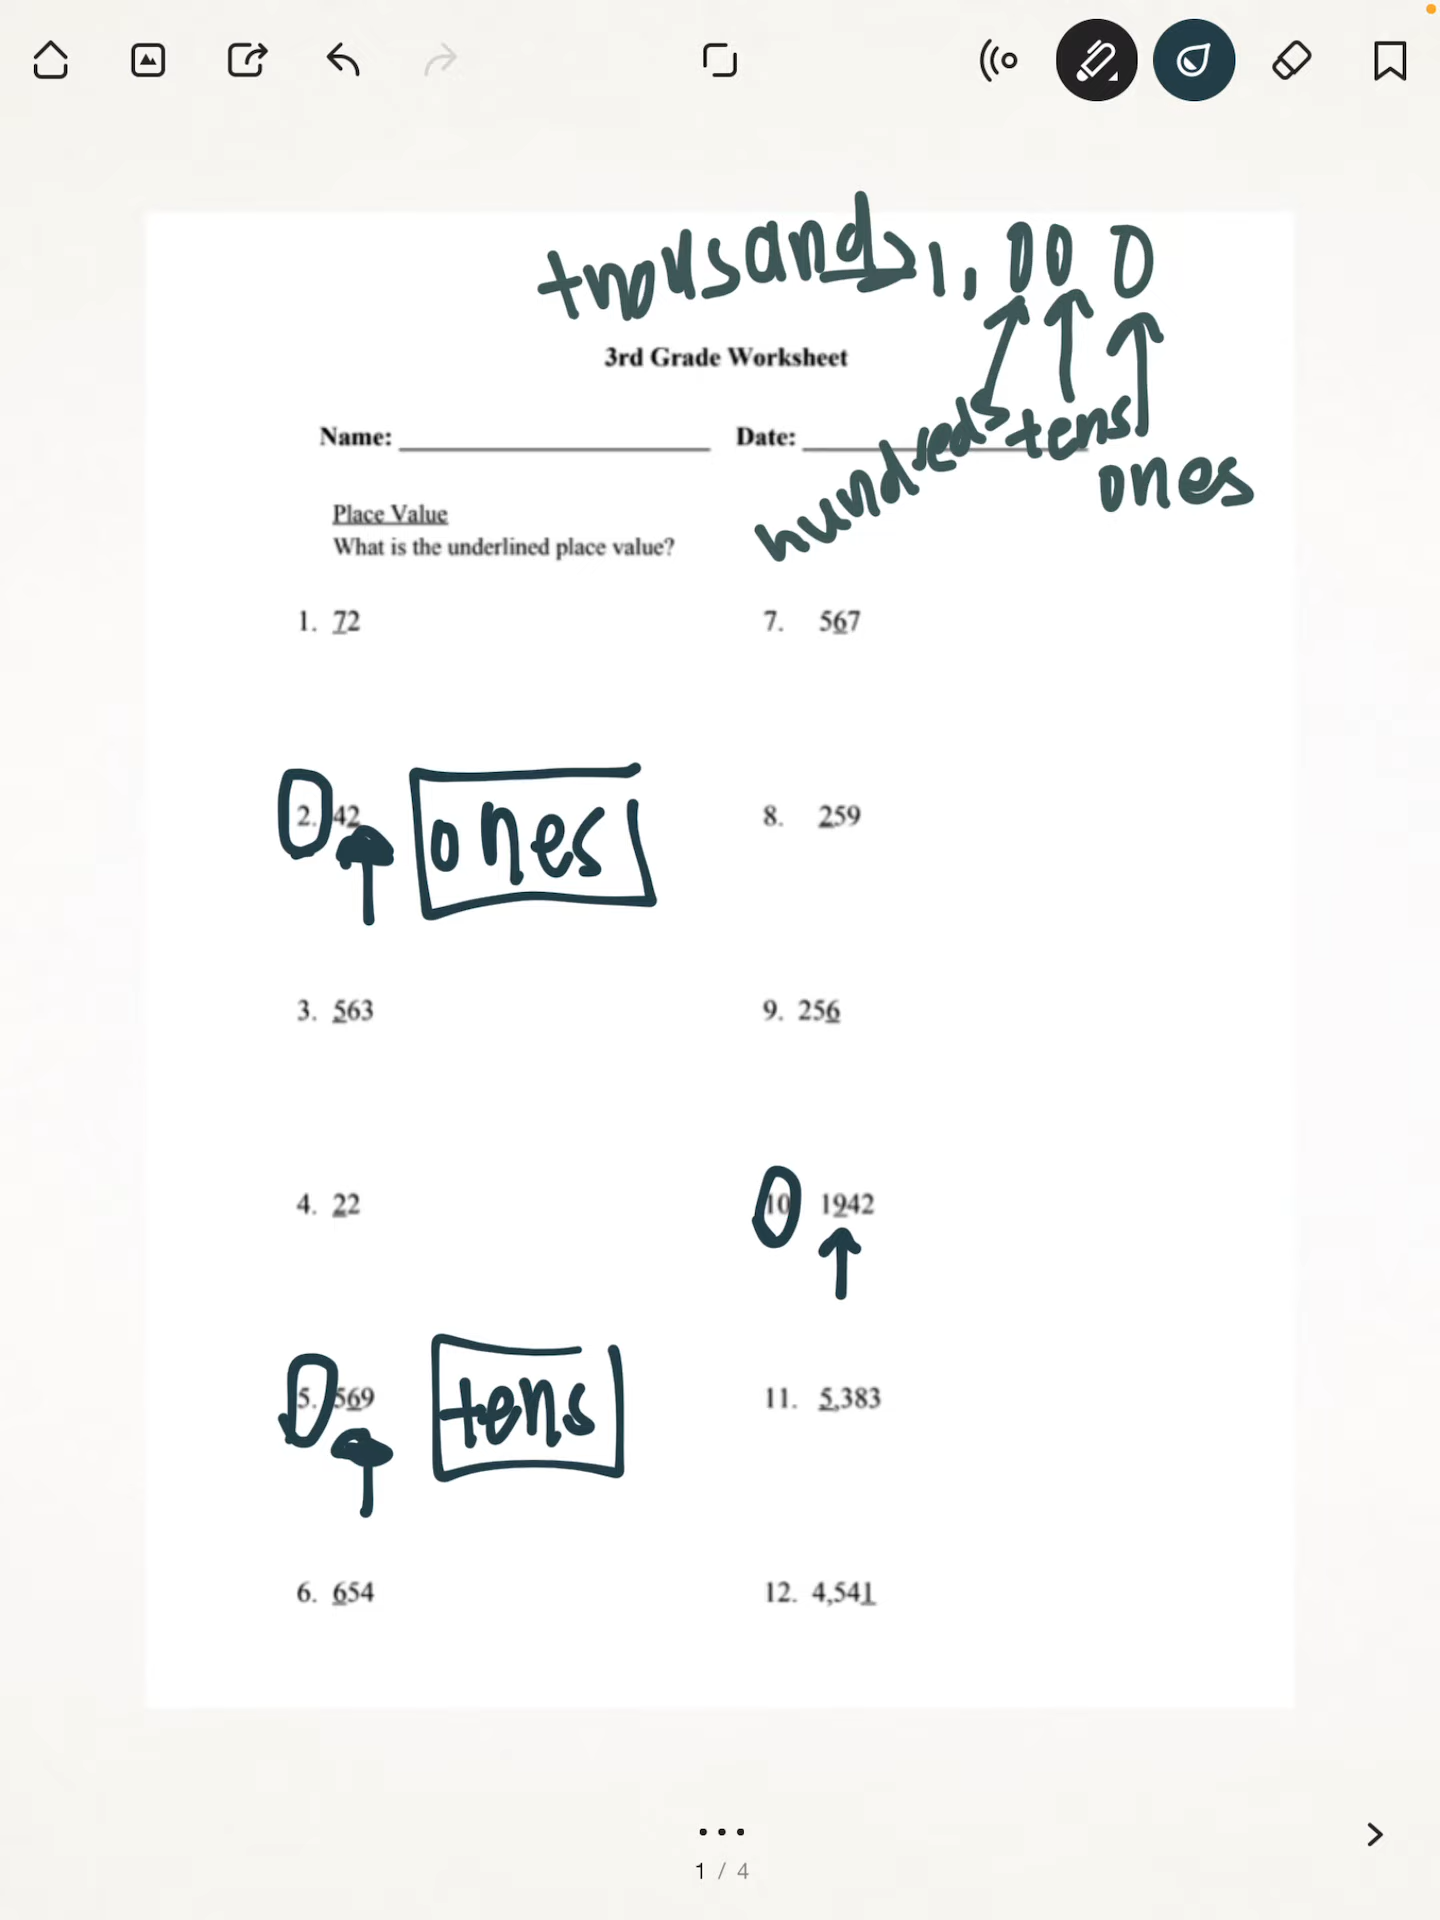 thousands 1,000
3rd Grade Worksheet
Name: Date:
hundreds tens
ones
Place Value
What is the underlined place value?
1. 72
7. 567
2. 42 ones
8. 259
3. 563
9. 256
4. 22
10 1942
5. 569 tens
11. 5,383
6. 654
12. 4,541
1 / 4